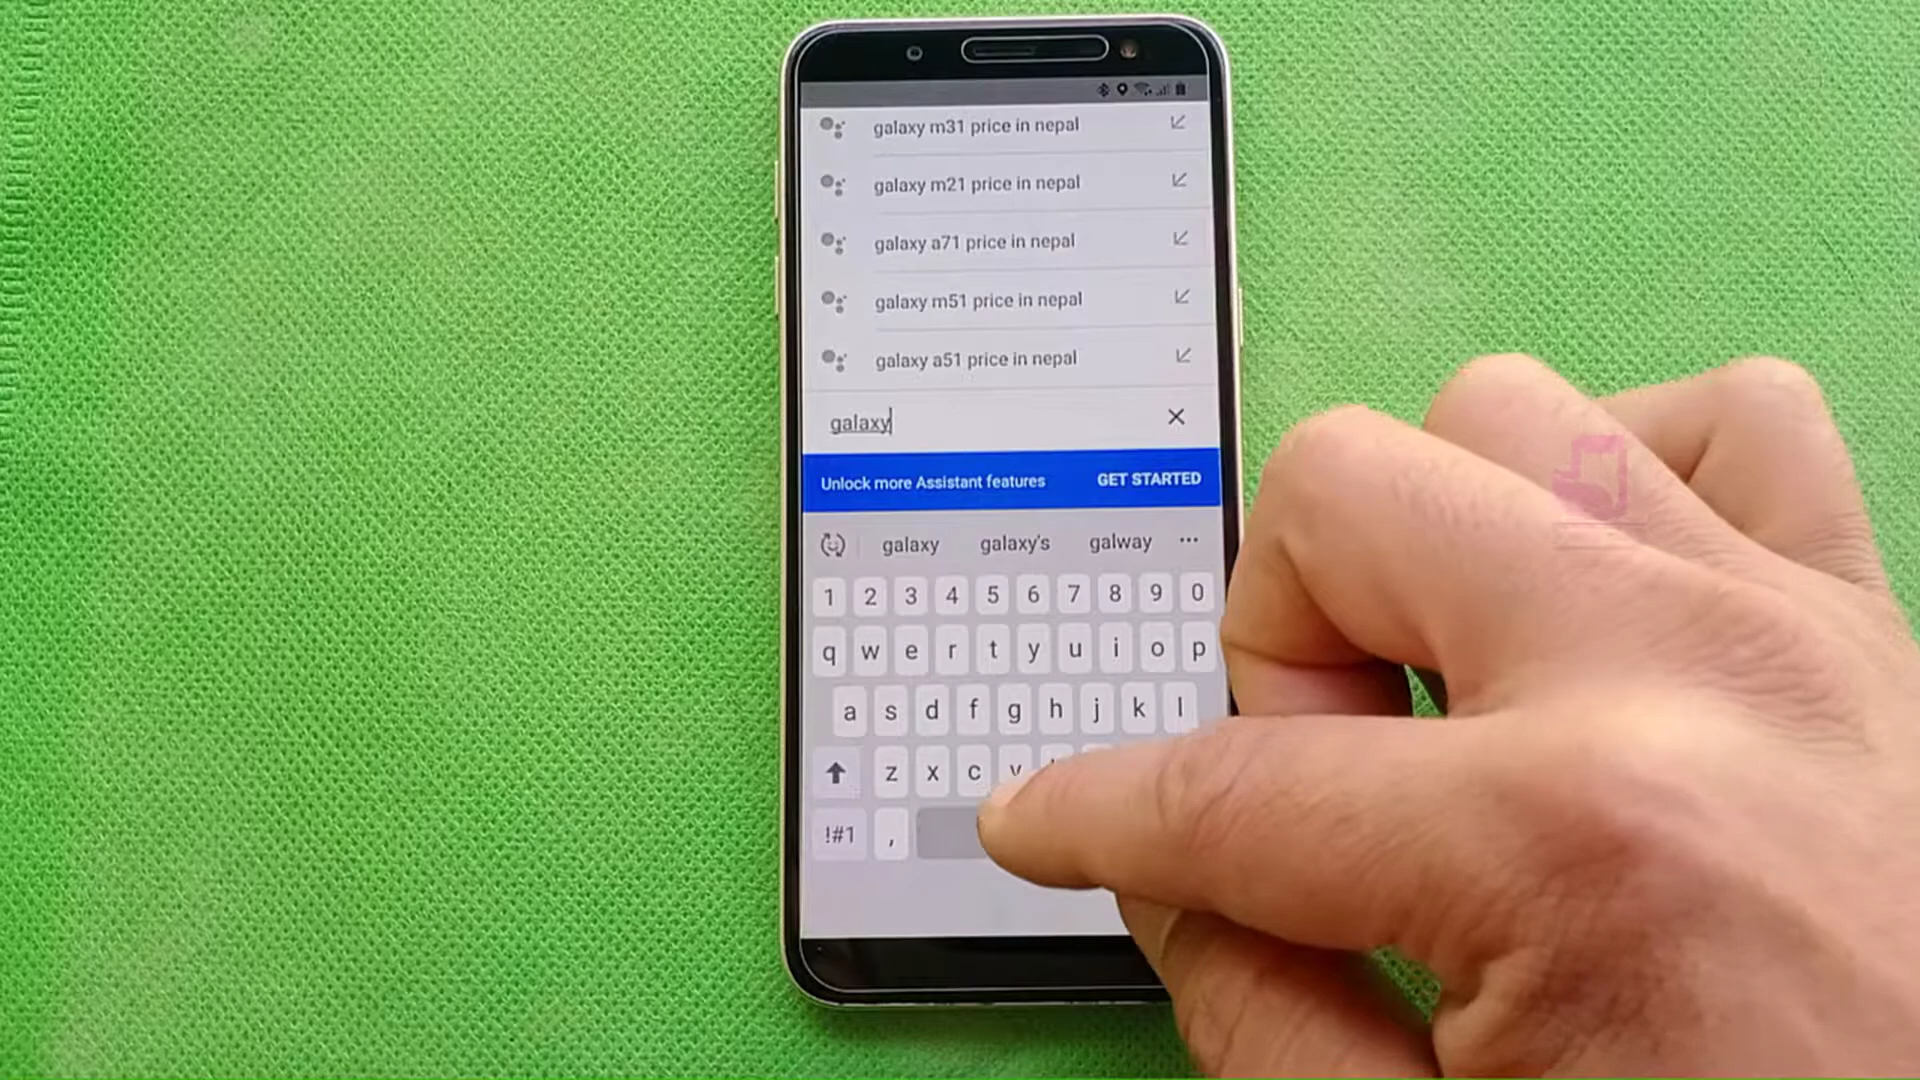 galaxy m31 price in nepal
galaxy m21 price in nepal
galaxy a71 price in nepal
galaxy m51 price in nepal
galaxy a51 price in nepal
galaxy
Unlock more Assistant features GET STARTED
galaxy galaxy's galway ...
1 2 3 4 5 6 7 8 9 0
q w e r t y u i o p
a s d f g h j k l
z x c v
!#1 ,